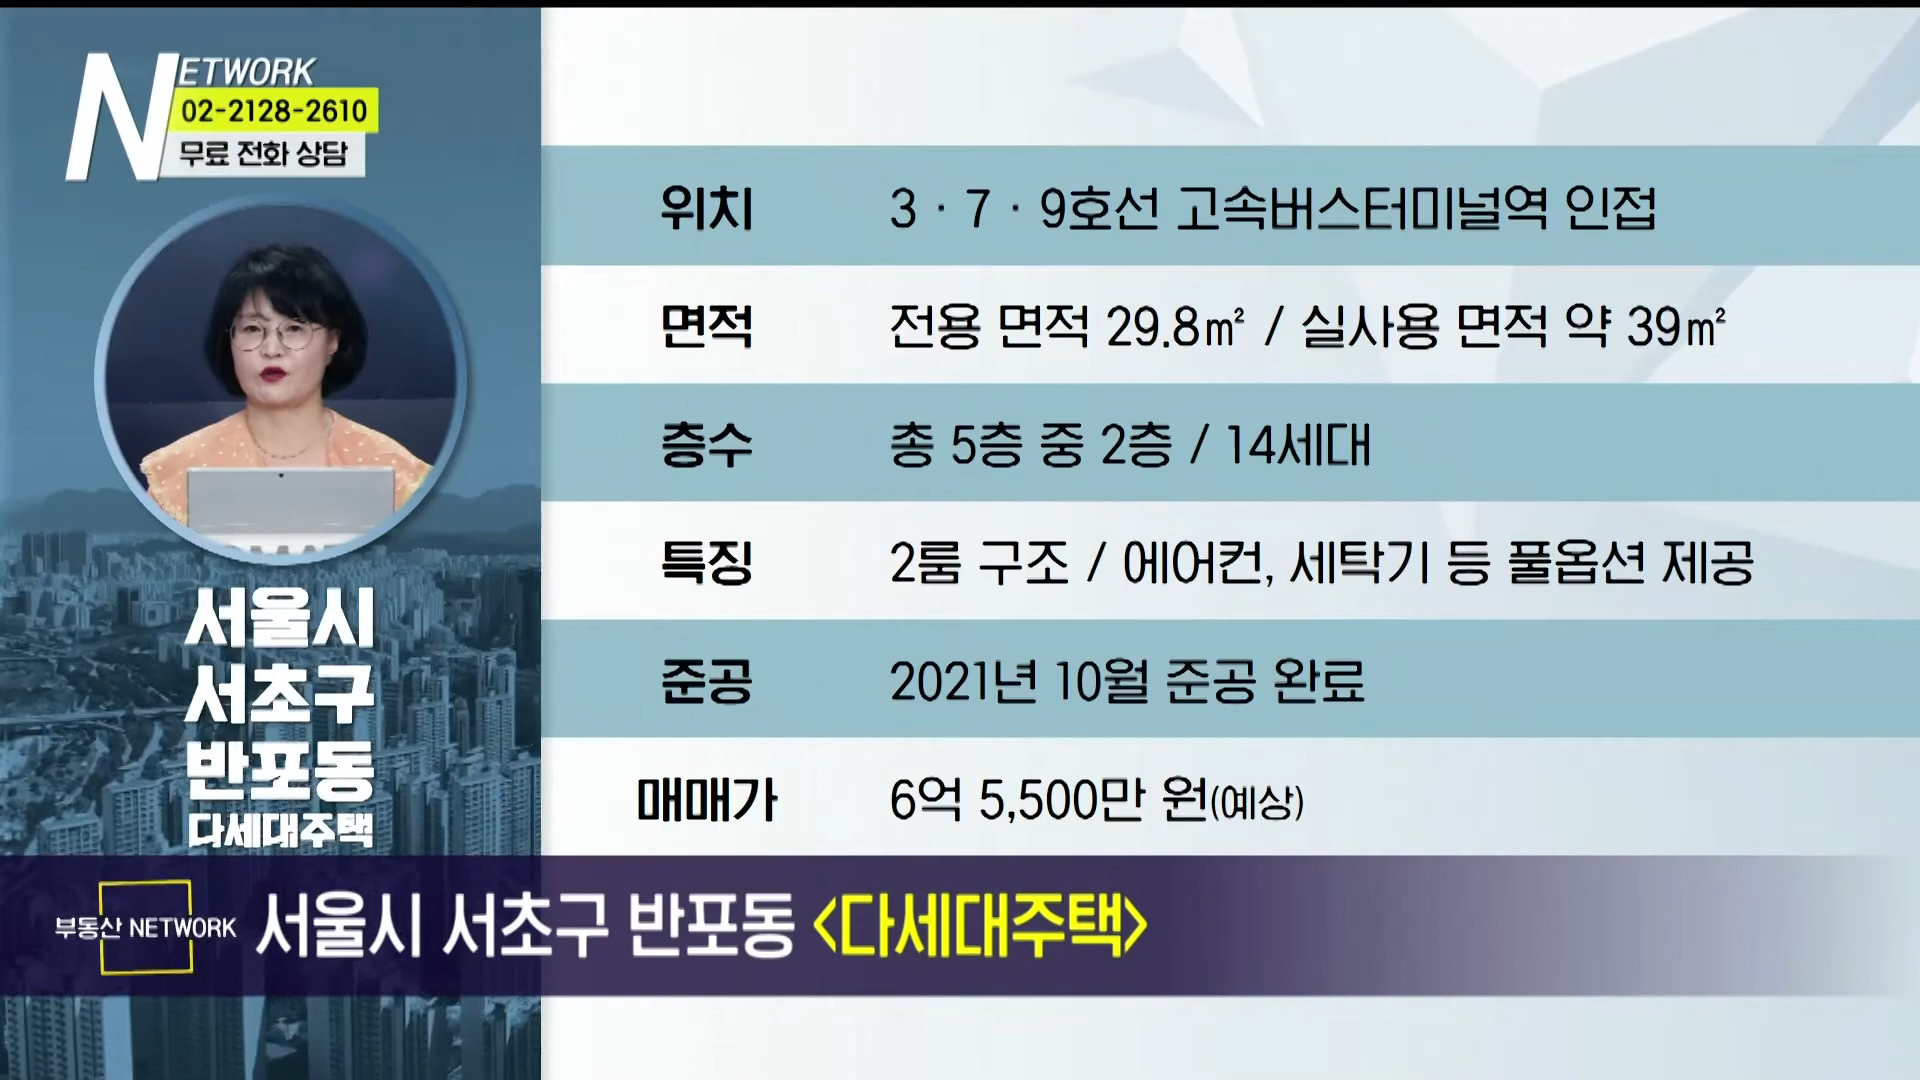 NETWORK
02-2128-2610
무료 전화 상담
서울시
서초구
반포동
다세대주택
위치 3 · 7 · 9호선 고속버스터미널역 인접
면적 전용 면적 29.8㎡ / 실사용 면적 약 39㎡
층수 총 5층 중 2층 / 14세대
특징 2룸 구조 / 에어컨, 세탁기 등 풀옵션 제공
준공 2021년 10월 준공 완료
매매가 6억 5,500만 원(예상)
부동산 NETWORK 서울시 서초구 반포동 <다세대주택>